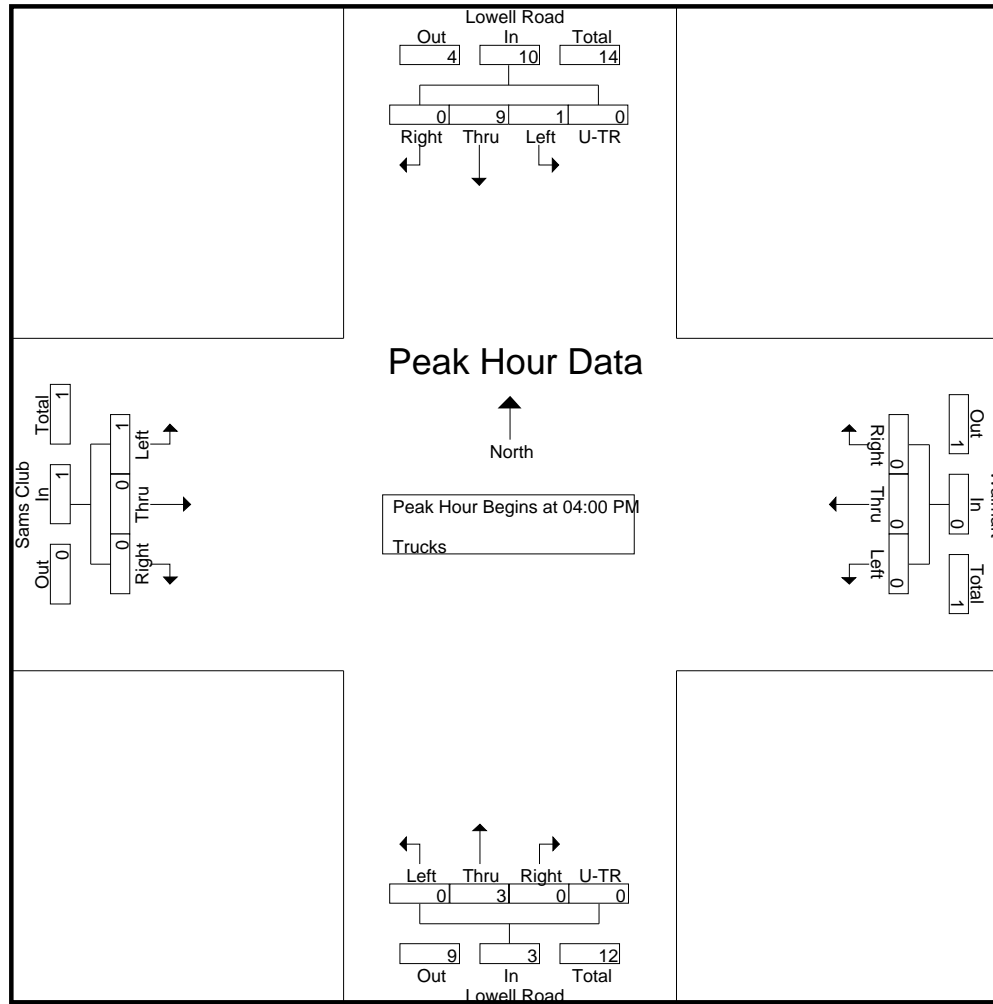 Lowell Road
Out In Total
4 10 14
0 9 1 0
Right Thru Left U-TR
Peak Hour Data
North
Peak Hour Begins at 04:00 PM
Trucks
Sams Club
Total In Out
1 1 0
1 0 0
Left Thru Right
Right Thru Left
0 0 0
1 0 1
Out In Total
Left Thru Right U-TR
0 3 0 0
9 3 12
Out In Total
Lowell Road